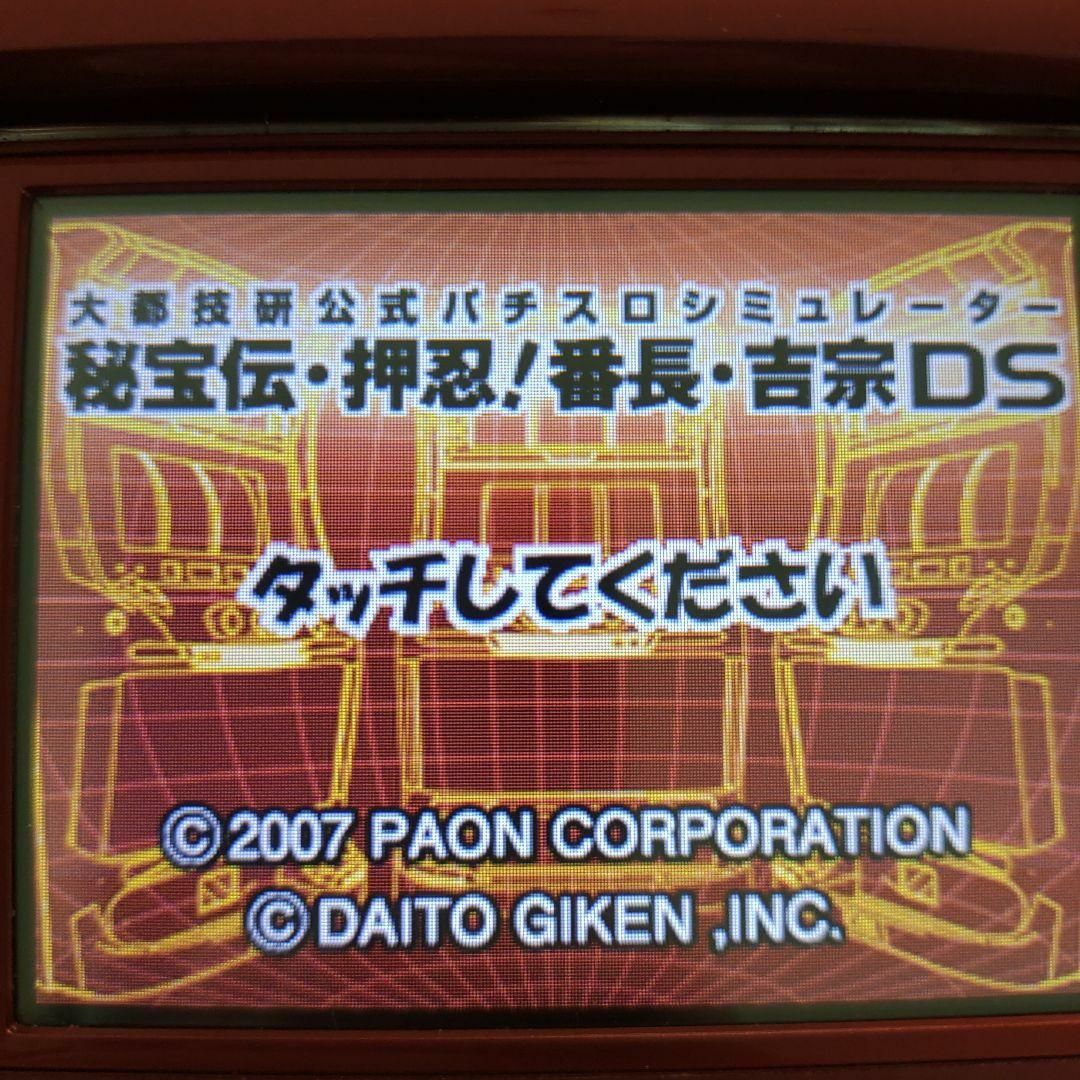 大都技研公式パチスロシミュレーター
秘宝伝・押忍!番長・吉宗DS
タッチしてください
©2007 PAON CORPORATION
©DAITO GIKEN ,INC.